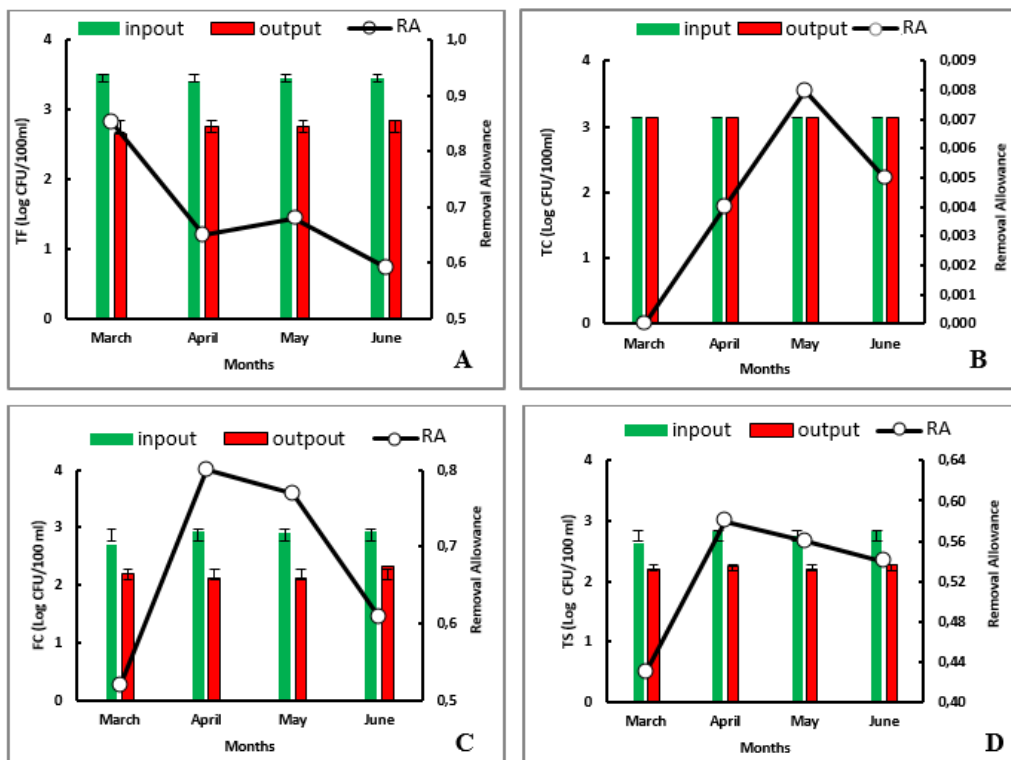 inpout output RA
TF (Log CFU/100ml)
4
3
2
1
0
1,0
0,9
0,8
0,7
0,6
0,5
Removal Allowance
March April May June
Months
A
input output RA
TC (Log CFU/100ml)
4
3
2
1
0
0,009
0,008
0,007
0,006
0,005
0,004
0,003
0,002
0,001
0,000
Removal Allowance
March April May June
Months
B
inpout outpout RA
FC (Log CFU/100 ml)
4
3
2
1
0
0,8
0,7
0,6
0,5
Removal Allowance
March April May June
Months
C
input output RA
TS (Log CFU/100 ml)
4
3
2
1
0
0,64
0,60
0,56
0,52
0,48
0,44
0,40
Removal Allowance
March April May June
Months
D